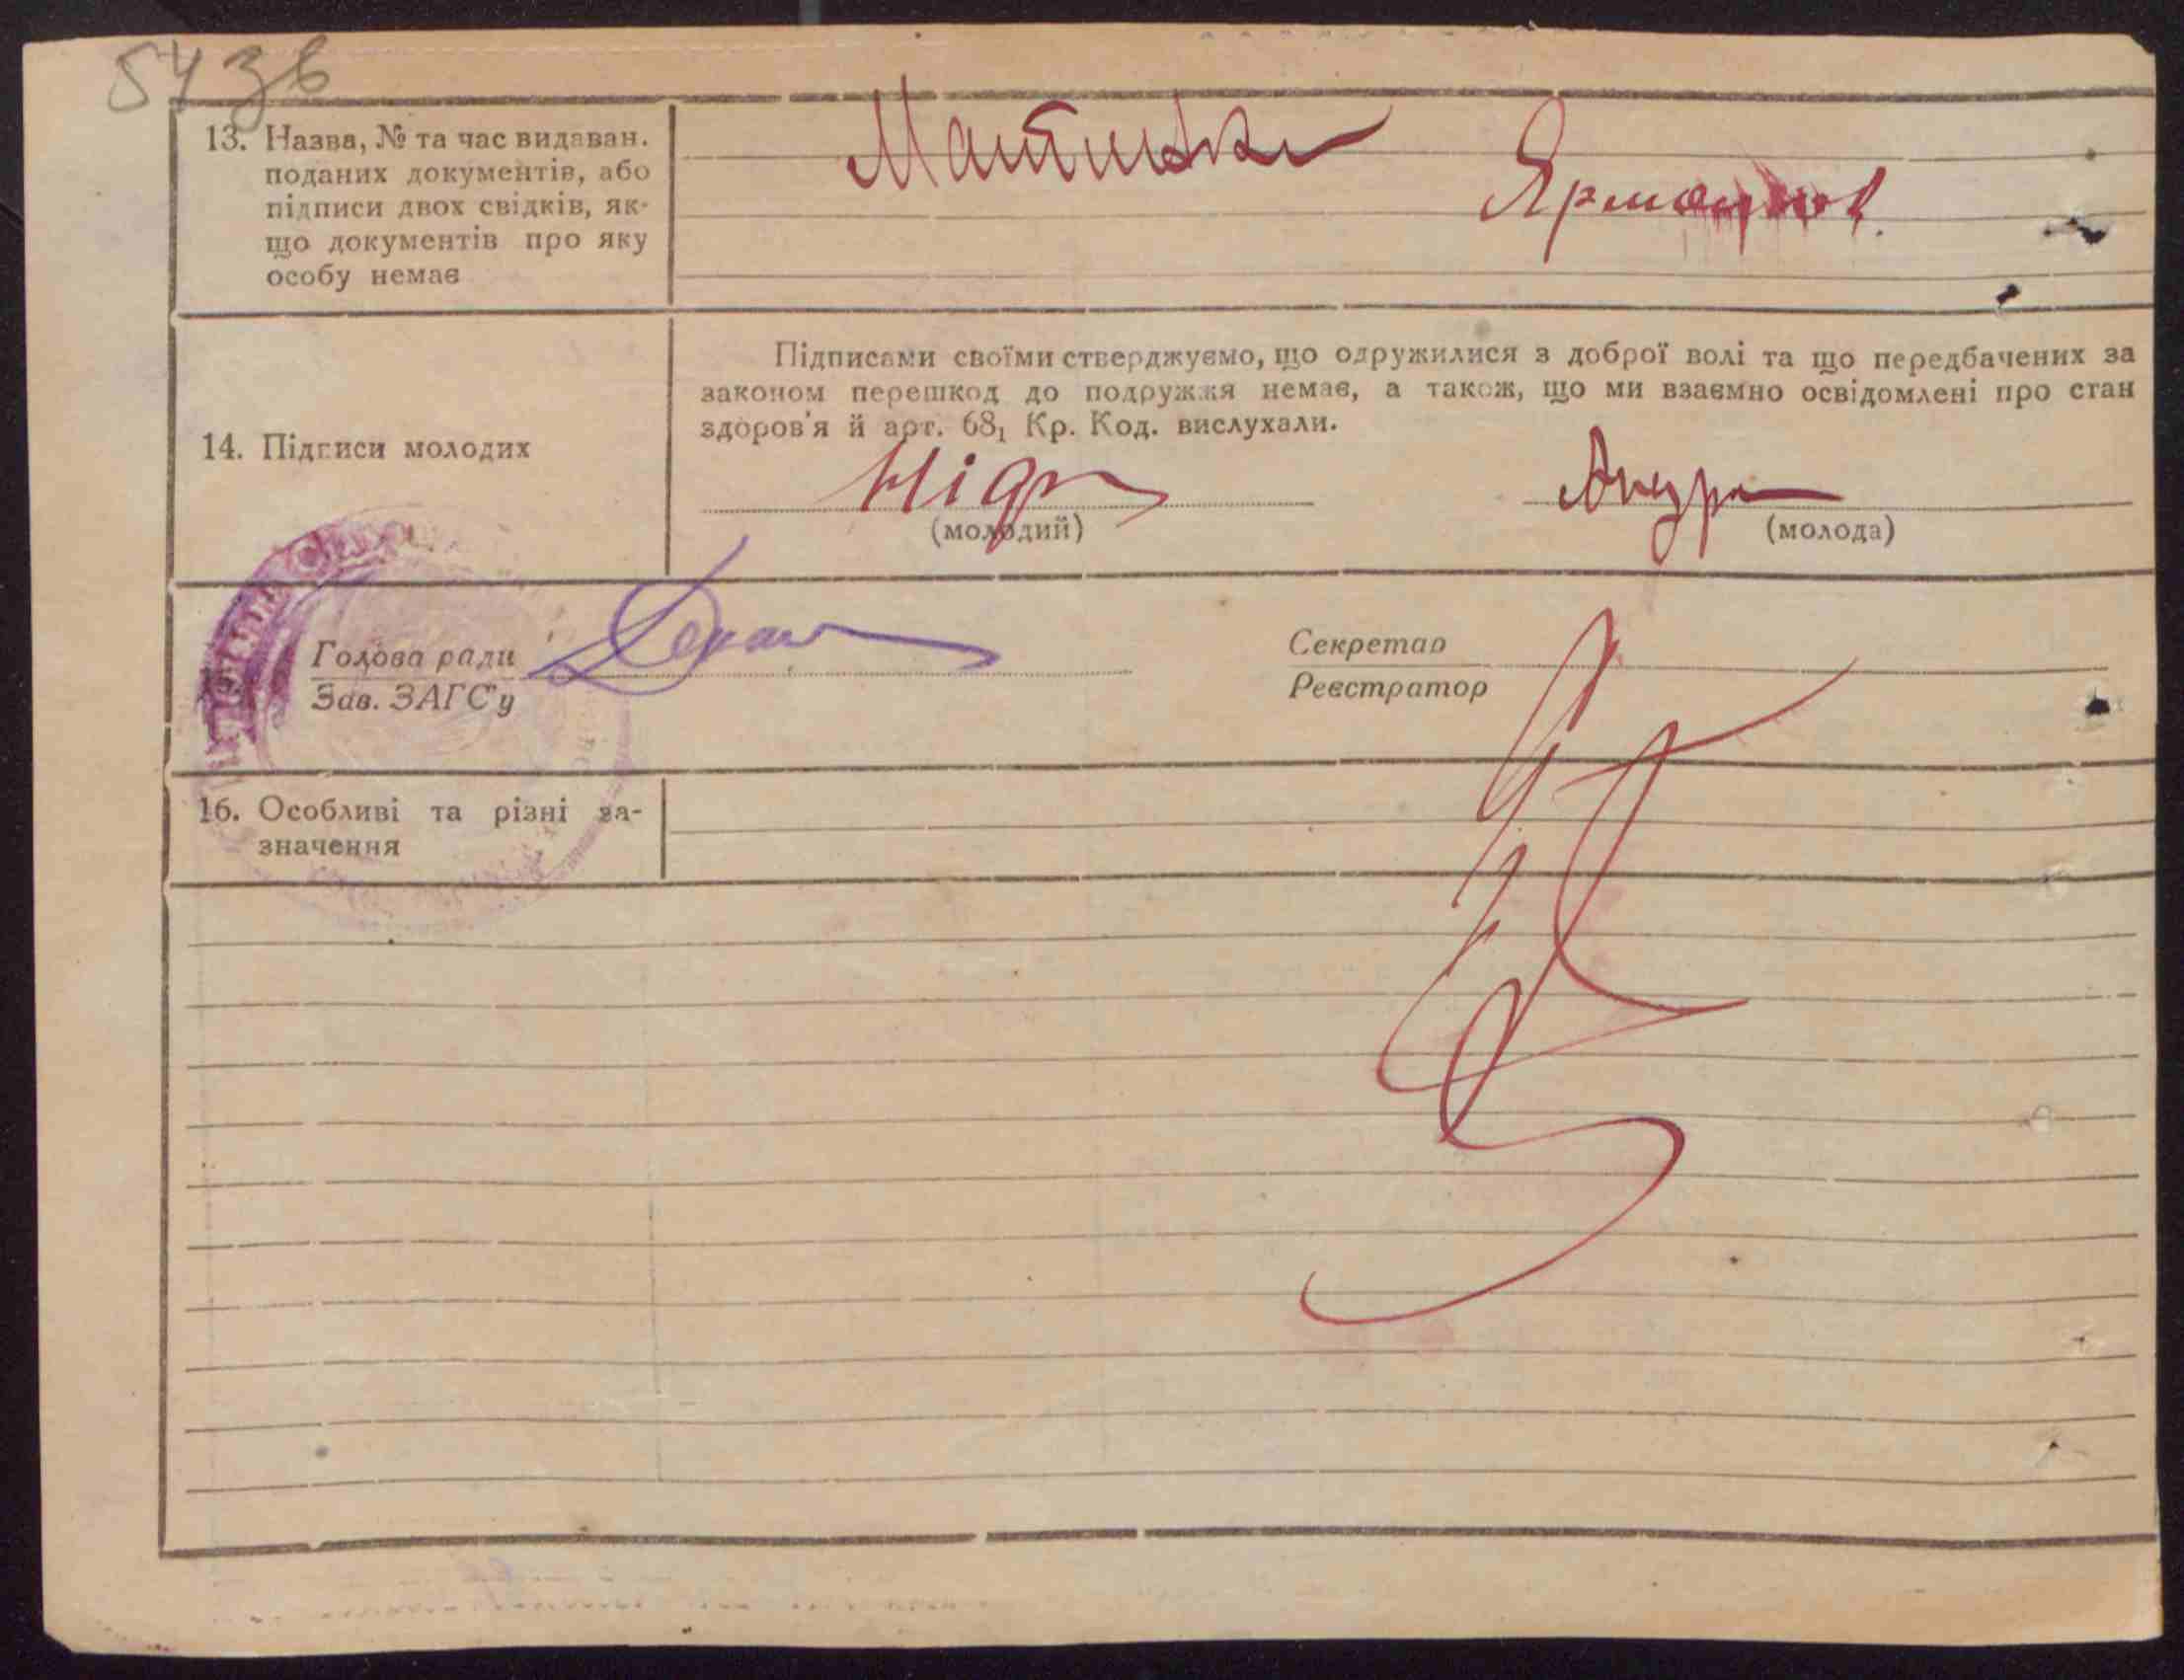 54 зв
13. Назва, № та час видаван.
поданих документів, або
підписи двох свідків, як-
що документів про яку
особу немає
Підписами своїми стверджуємо, що одружилися з доброї волі та що передбачених за
законом перешкод до подружжя немає, а також, що ми взаємно освідомлені про стан
здоров'я й арт. 68₁ Кр. Код. вислухали.
14. Підписи молодих
(молодий) (молода)
Голова ради
Зав. ЗАГС'у
Секретар
Реєстратор
16. Особливі та різні за-
значення